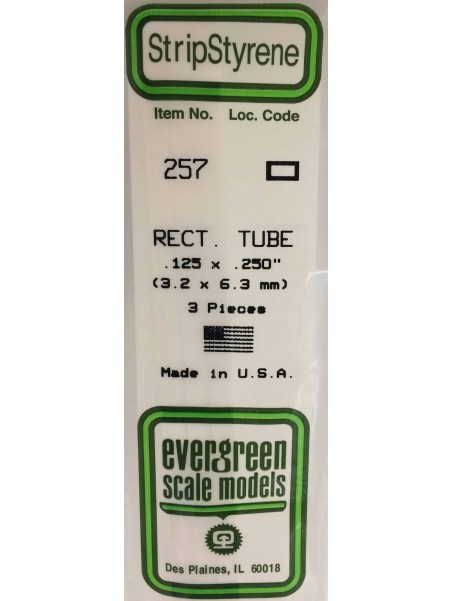 StripStyrene
Item No. Loc. Code
257
RECT. TUBE
.125 x .250"
(3.2 x 6.3 mm)
3 Pieces
Made in U.S.A.
evergreen
scale models
Des Plaines, IL 60018